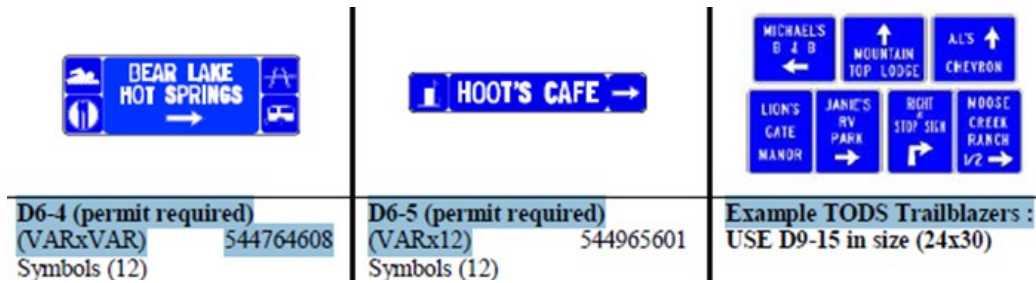 BEAR LAKE
HOT SPRINGS
HOOT'S CAFE
MICHAEL'S
B & B
MOUNTAIN
TOP LODGE
AL'S
CHEVRON
LION'S
GATE
MANOR
JANIE'S
RV
PARK
RIGHT
STOP SIGN
MOOSE
CREEK
RANCH
1/2
D6-4 (permit required)
(VARxVAR) 544764608
Symbols (12)
D6-5 (permit required)
(VARx12) 544965601
Symbols (12)
Example TODS Trailblazers :
USE D9-15 in size (24x30)